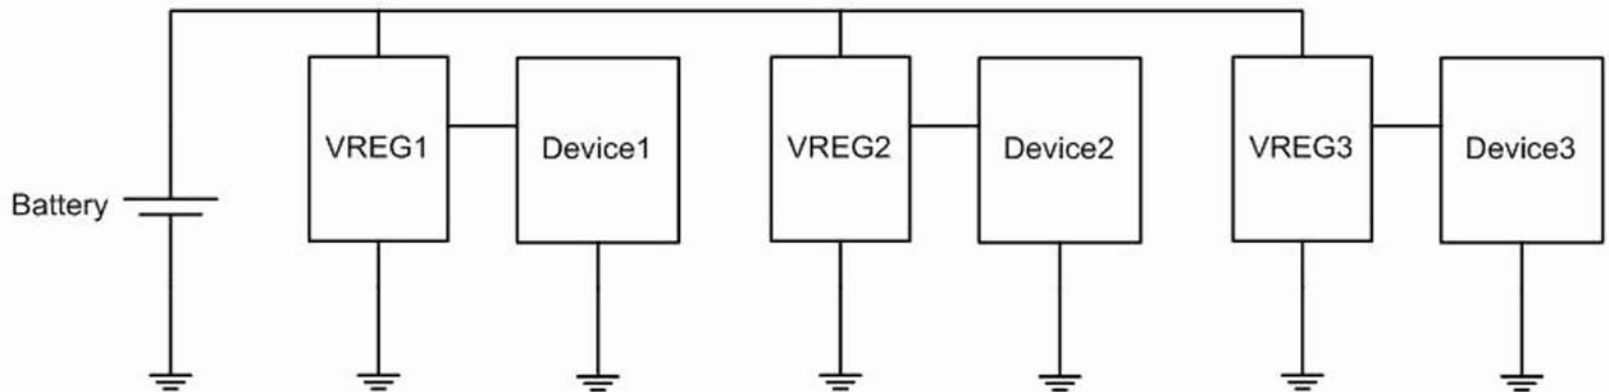 VREG1
Device1
VREG2
Device2
VREG3
Device3
Battery